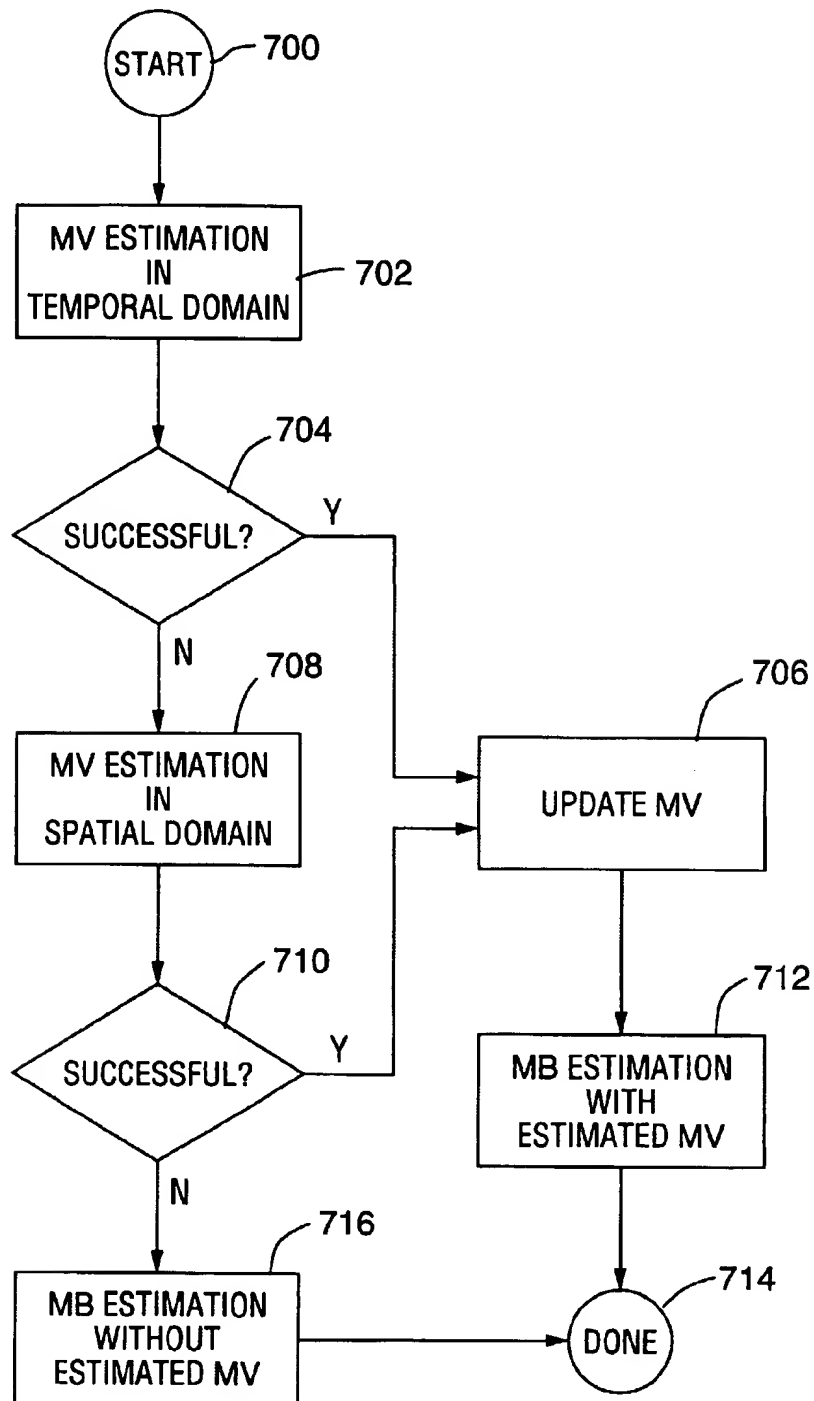 START
700
MV ESTIMATION
IN
TEMPORAL DOMAIN
702
704
SUCCESSFUL?
Y
N
708
MV ESTIMATION
IN
SPATIAL DOMAIN
706
UPDATE MV
710
SUCCESSFUL?
Y
N
712
MB ESTIMATION
WITH
ESTIMATED MV
716
MB ESTIMATION
WITHOUT
ESTIMATED MV
714
DONE